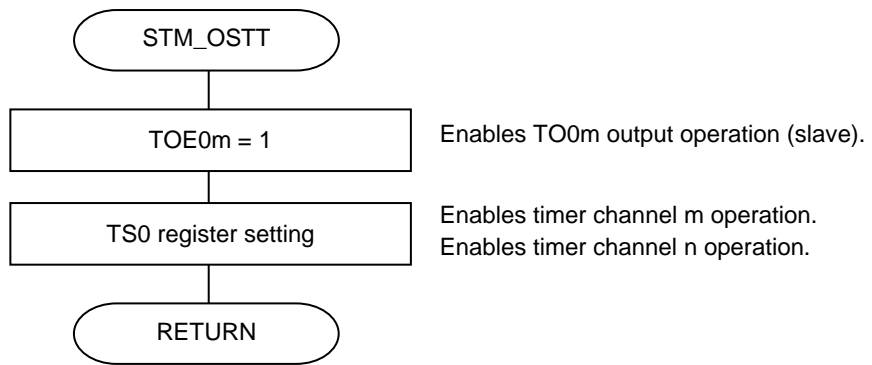 STM_OSTT
TOE0m = 1
Enables TO0m output operation (slave).
TS0 register setting
Enables timer channel m operation.
Enables timer channel n operation.
RETURN